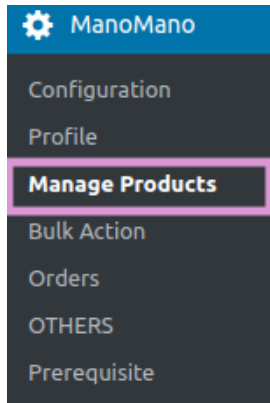 ManoMano
Configuration
Profile
Manage Products
Bulk Action
Orders
OTHERS
Prerequisite